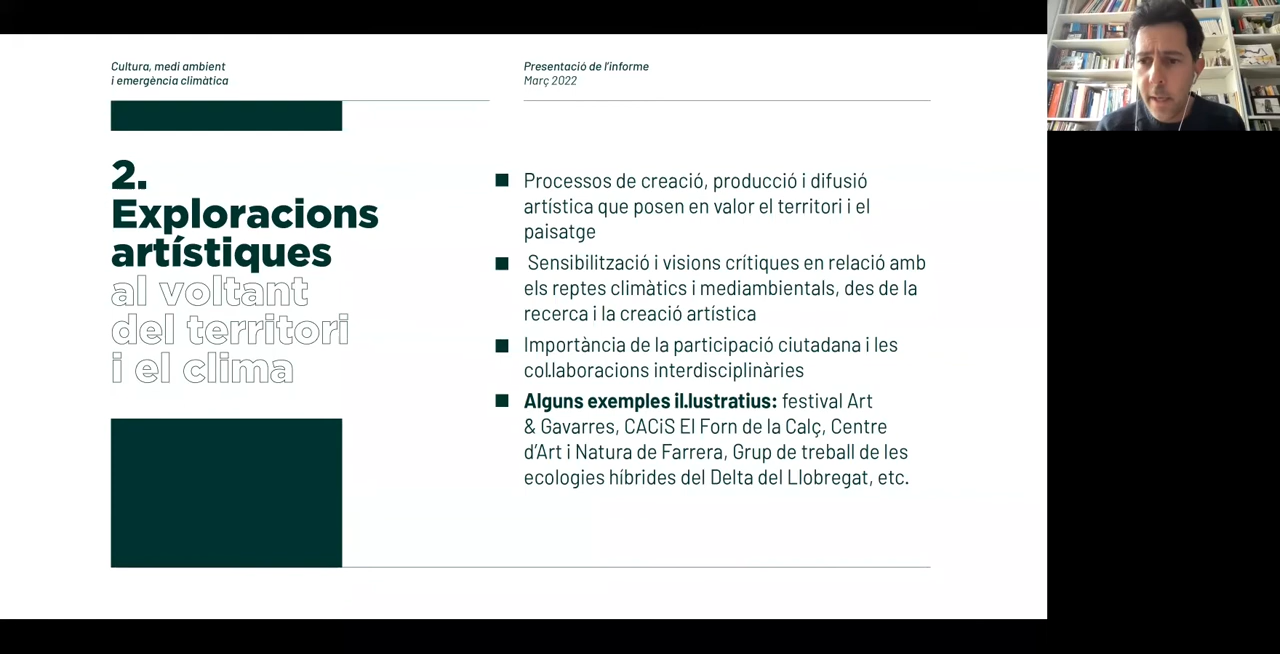 Cultura, medi ambient
i emergència climàtica
Presentació de l'informe
Març 2022
2.
Exploracions
artístiques
al voltant
del territori
i el clima
Processos de creació, producció i difusió
artística que posen en valor el territori i el
paisatge
Sensibilització i visions crítiques en relació amb
els reptes climàtics i mediambientals, des de la
recerca i la creació artística
Importància de la participació ciutadana i les
col.laboracions interdisciplinàries
Alguns exemples il.lustratius: festival Art
& Gavarres, CACiS El Forn de la Calç, Centre
d'Art i Natura de Farrera, Grup de treball de les
ecologies híbrides del Delta del Llobregat, etc.